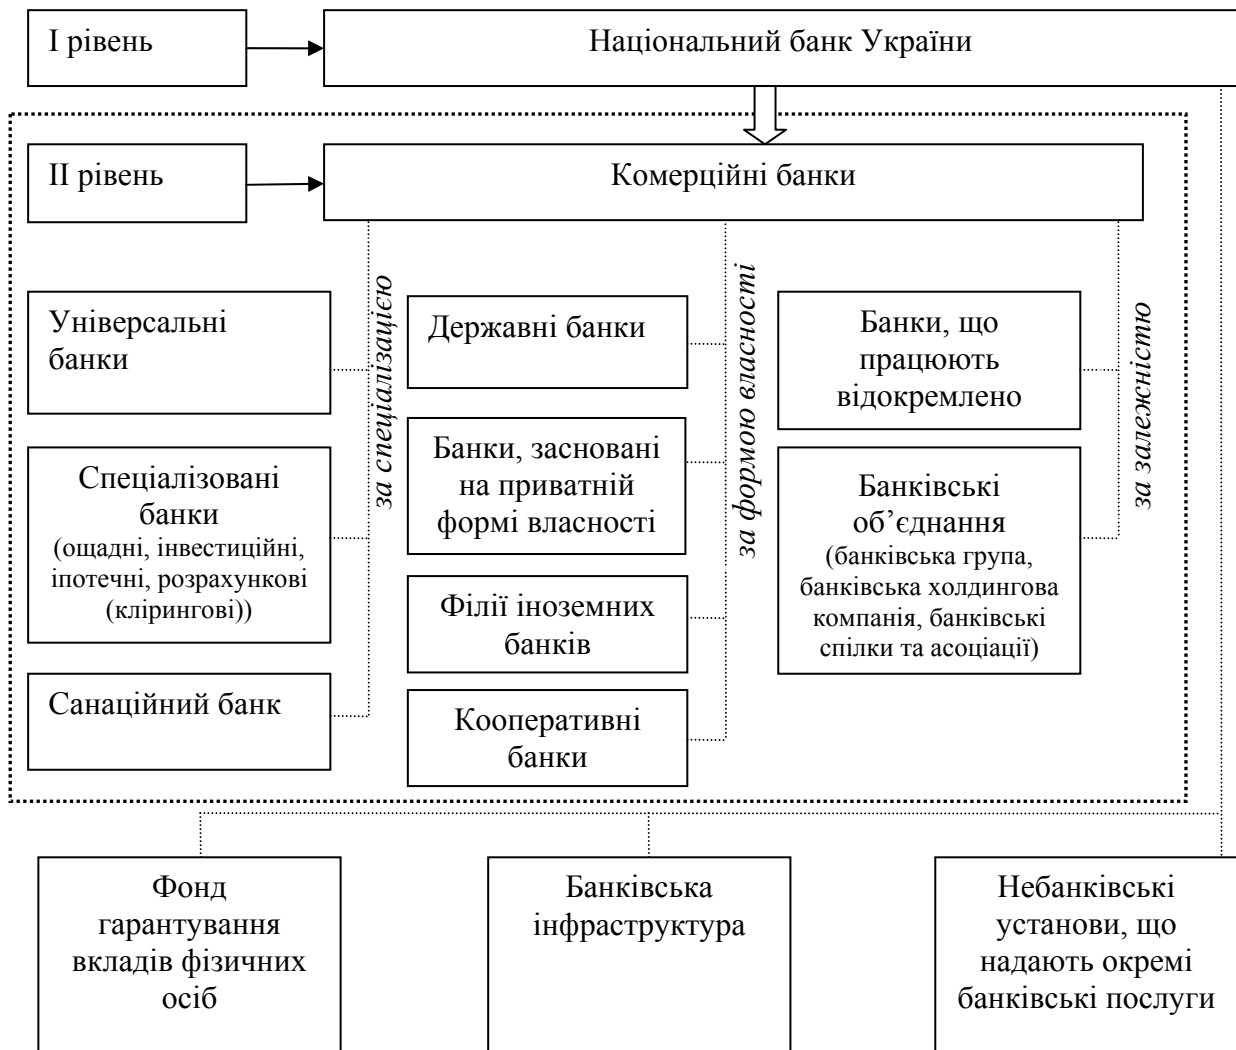 І рівень
Національний банк України
ІІ рівень
Комерційні банки
за спеціалізацією
Універсальні
банки
Спеціалізовані
банки
(ощадні, інвестиційні,
іпотечні, розрахункові
(клірингові))
Санаційний банк
за формою власності
Державні банки
Банки, засновані
на приватній
формі власності
Філії іноземних
банків
Кооперативні
банки
за залежністю
Банки, що
працюють
відокремлено
Банківські
об’єднання
(банківська група,
банківська холдингова
компанія, банківські
спілки та асоціації)
Фонд
гарантування
вкладів фізичних
осіб
Банківська
інфраструктура
Небанківські
установи, що
надають окремі
банківські послуги